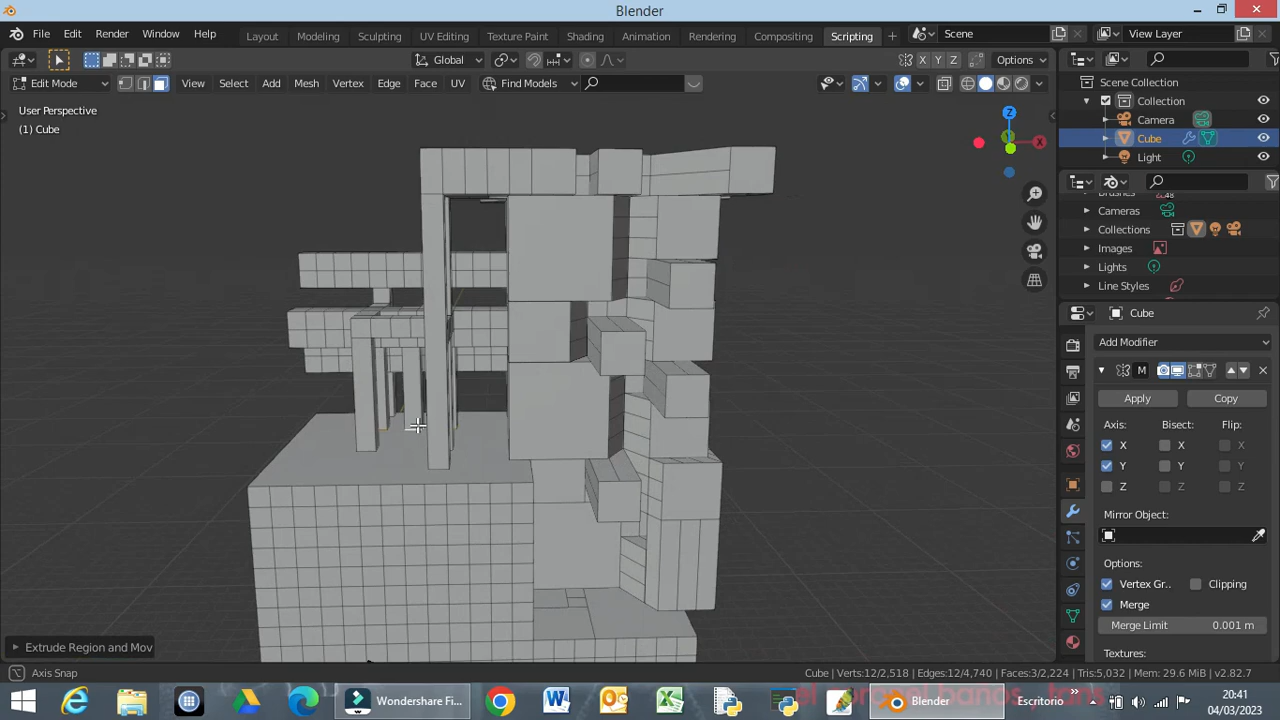 Blender
File Edit Render Window Help Layout Modeling Sculpting UV Editing Texture Paint Shading Animation Rendering Compositing Scripting + Scene View Layer
Global X Y Z Options
Edit Mode View Select Add Mesh Vertex Edge Face UV Find Models
User Perspective
(1) Cube
Scene Collection
Collection
Camera
Cube
Light
Brushes 48
Cameras
Collections
Images
Lights
Line Styles
Cube
Add Modifier
M
Apply Copy
Axis: Bisect: Flip:
X X X
Y Y Y
Z Z Z
Mirror Object:
Options:
Vertex Gr.. Clipping
Merge
Merge Limit 0.001 m
Textures:
Extrude Region and Mov
Axis Snap Cube | Verts:12/2,518 | Edges:12/4,740 | Faces:3/2,224 | Tris:5,032 | Mem: 29.6 MiB | v2.82.7
Wondershare Fi... Blender Escritorio 20:41
04/03/2023